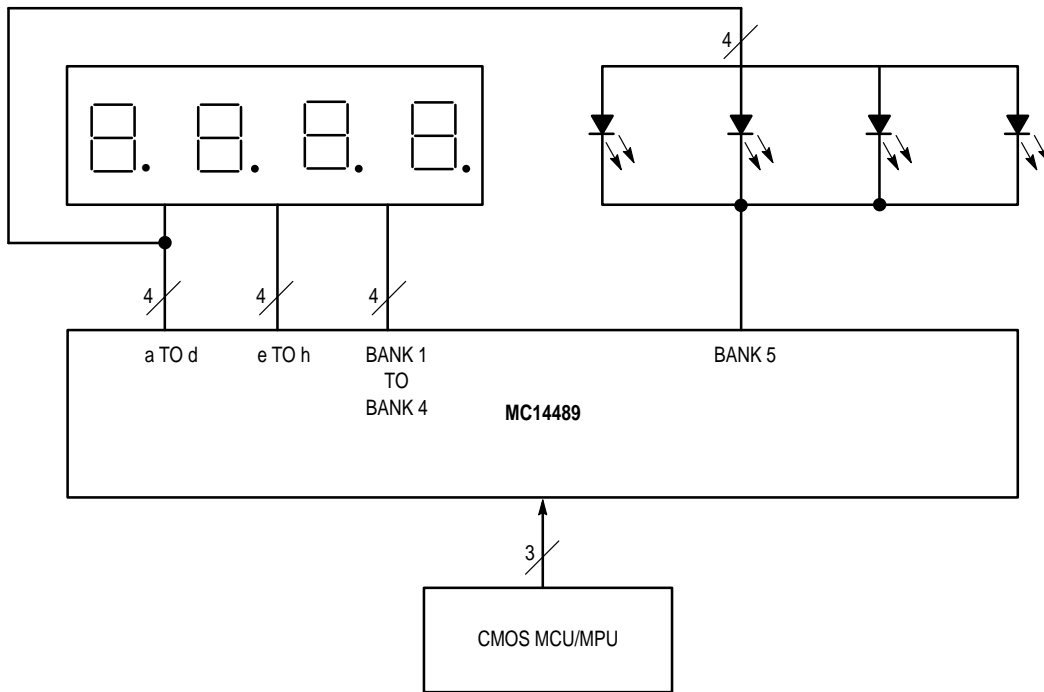 4
4
4
4
a TO d
e TO h
BANK 1
TO
BANK 4
BANK 5
MC14489
3
CMOS MCU/MPU